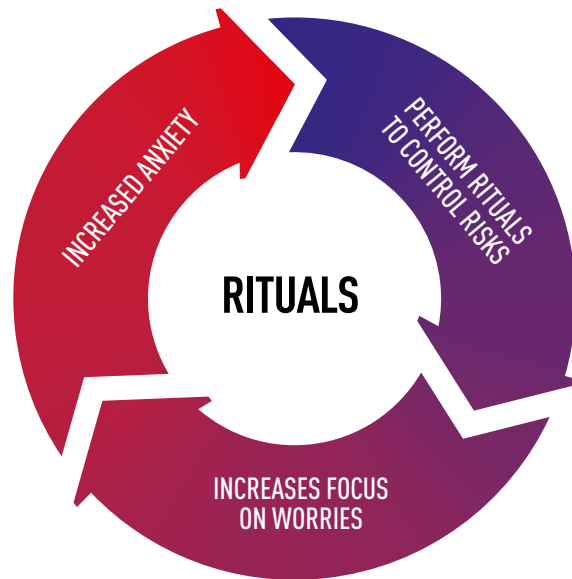 RITUALS
PERFORM RITUALS
TO CONTROL RISKS
INCREASES FOCUS
ON WORRIES
INCREASED ANXIETY